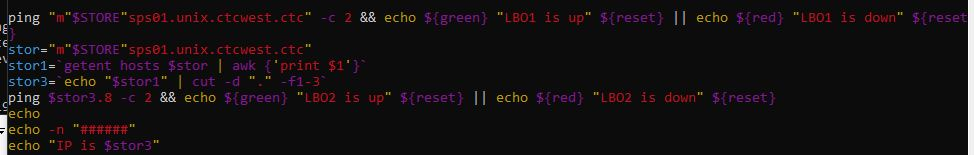 ping "m"$STORE"sps01.unix.ctcwest.ctc" -c 2 && echo ${green} "LBO1 is up" ${reset} || echo ${red} "LBO1 is down" ${reset
}
stor="m"$STORE"sps01.unix.ctcwest.ctc"
stor1=`getent hosts $stor | awk {'print $1'}`
stor3=`echo "$stor1" | cut -d "." -f1-3`
ping $stor3.8 -c 2 && echo ${green} "LBO2 is up" ${reset} || echo ${red} "LBO2 is down" ${reset}
echo
echo -n "######"
echo "IP is $stor3"